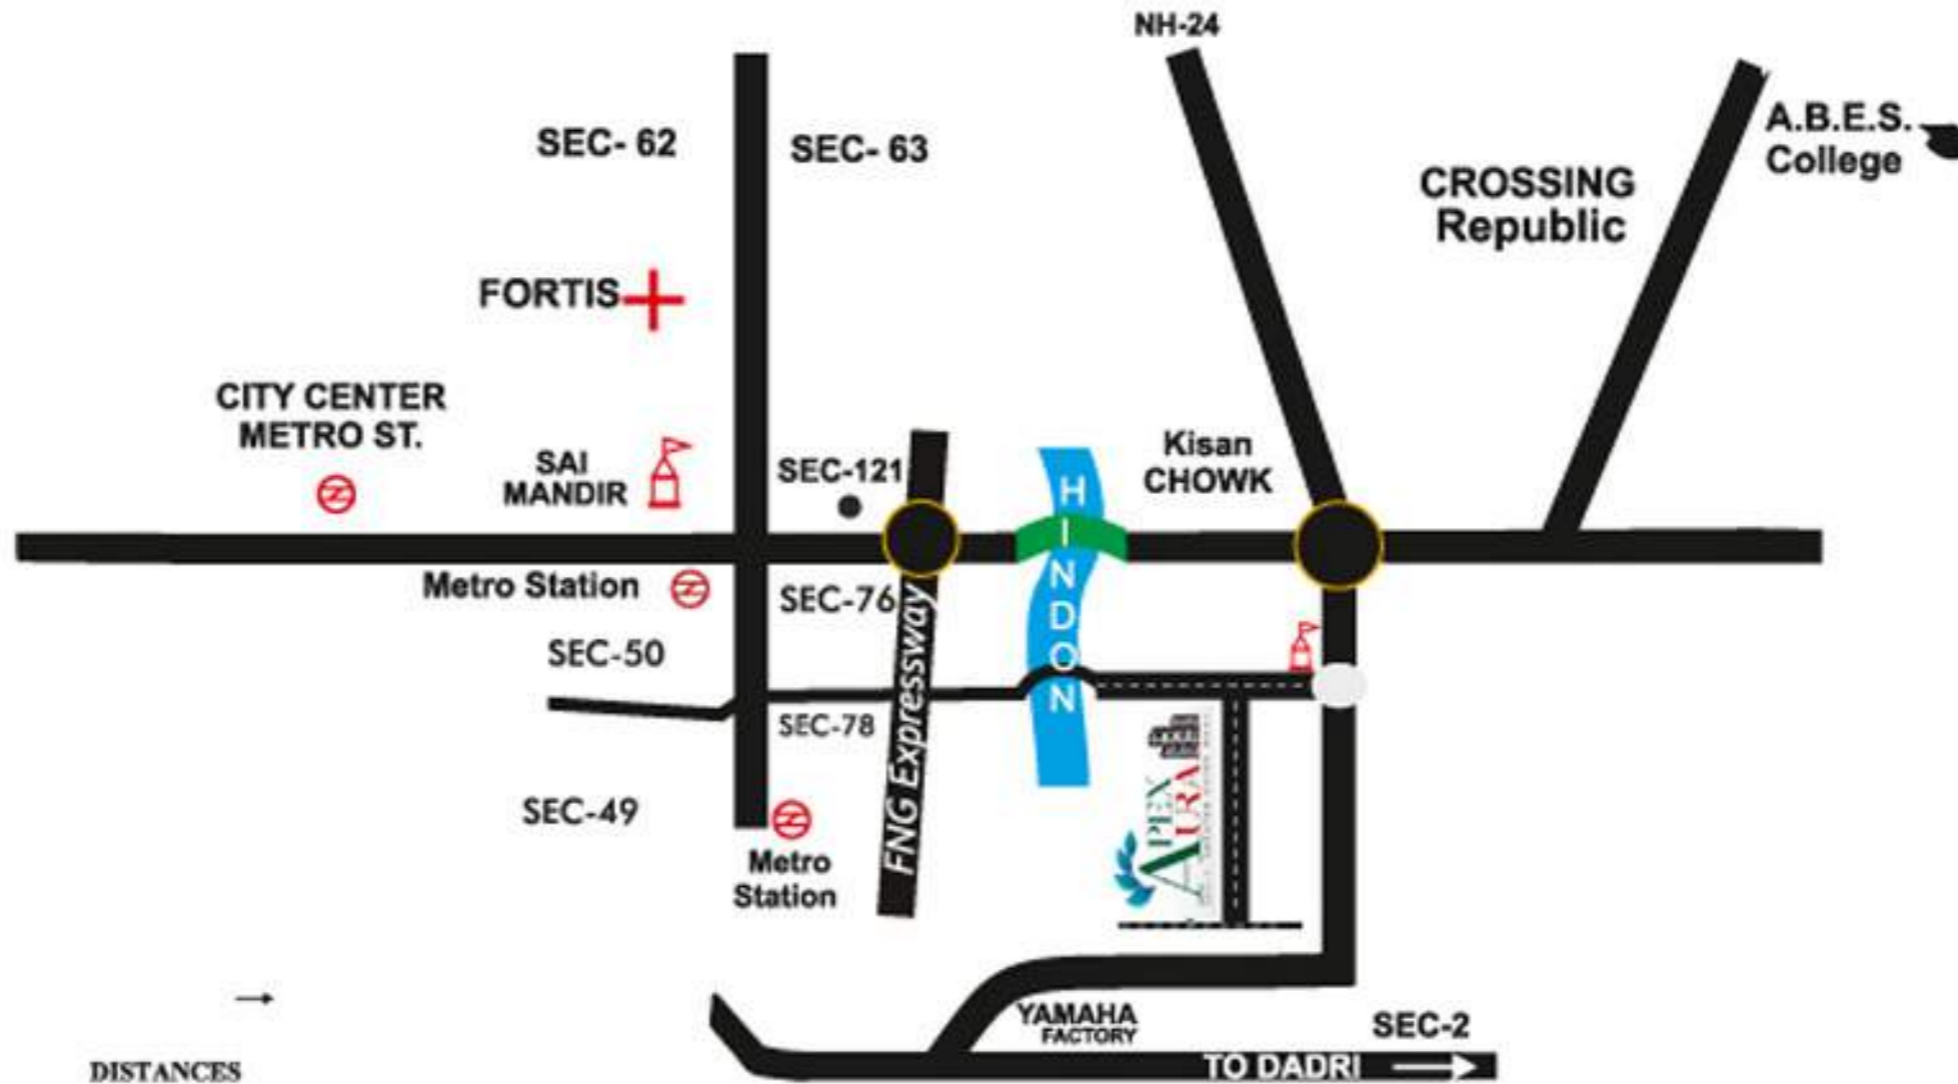 NH-24
A.B.E.S.
College
SEC- 62
SEC- 63
CROSSING
Republic
FORTIS
CITY CENTER
METRO ST.
SAI
MANDIR
SEC-121
HINDON
Kisan
CHOWK
Metro Station
SEC-76
SEC-50
FNG Expressway
SEC-78
APEX
AURA
SEC-49
Metro
Station
YAMAHA
FACTORY
SEC-2
TO DADRI
DISTANCES